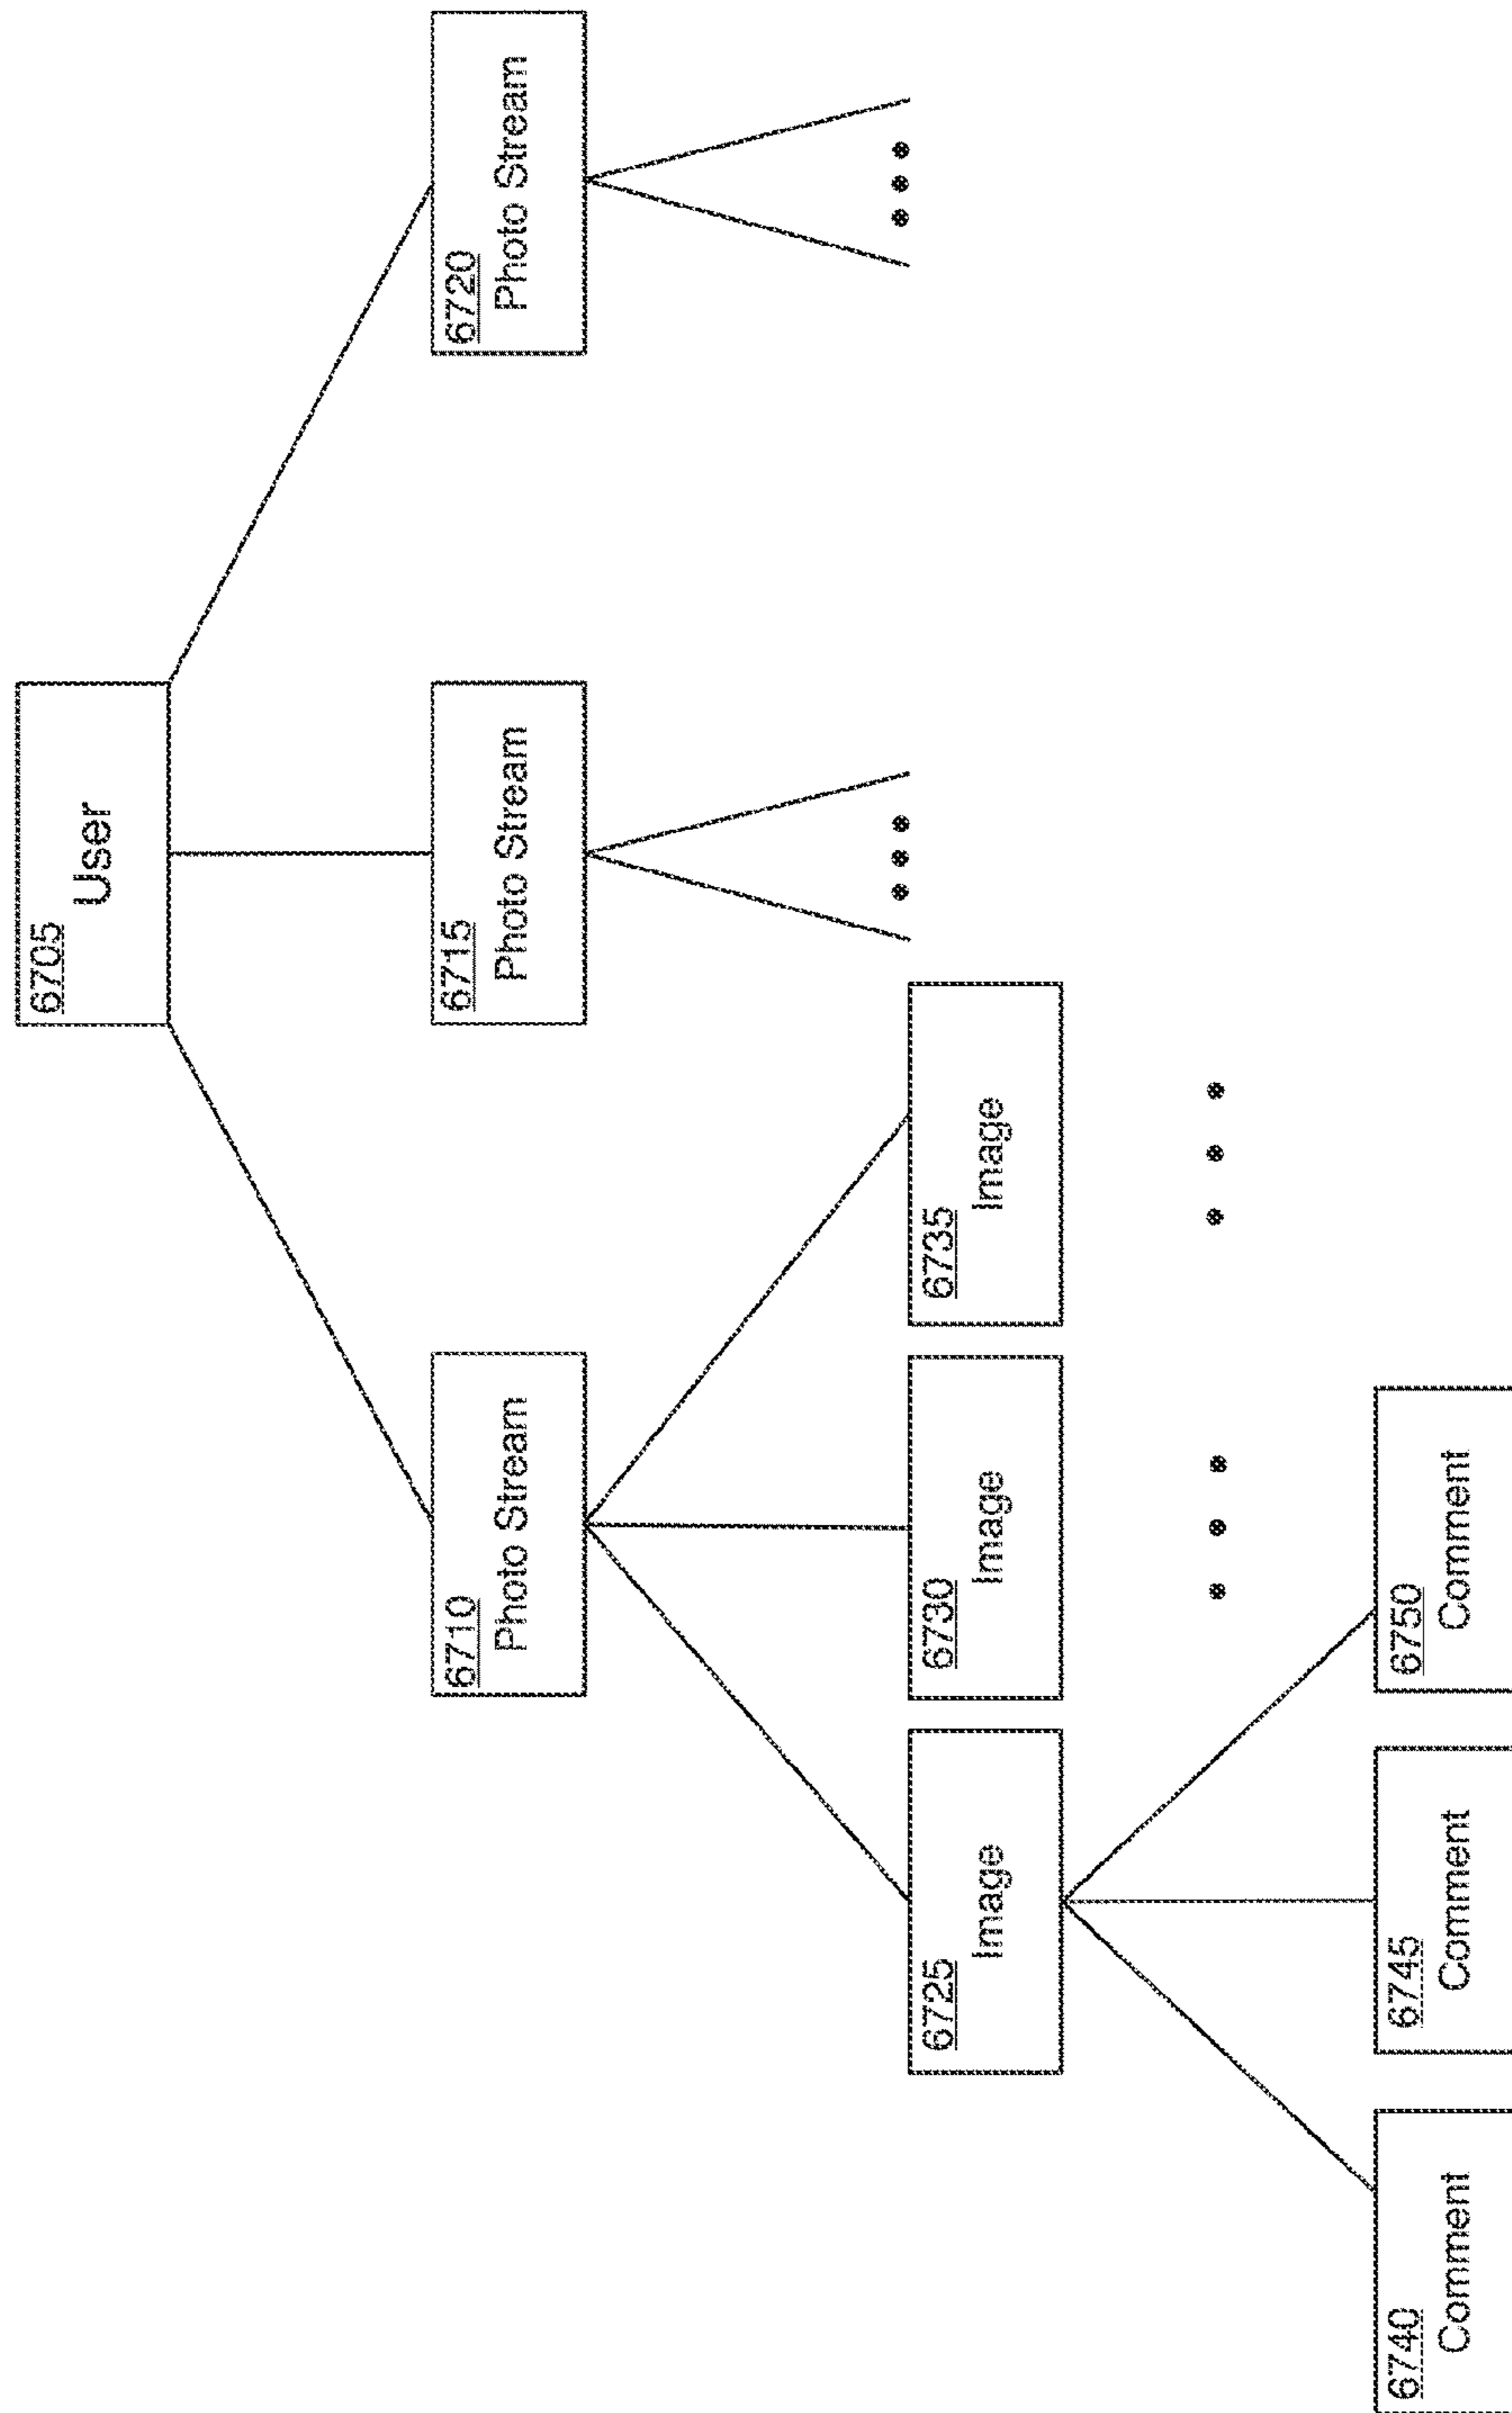 6705
User
6710
Photo Stream
6715
Photo Stream
6720
Photo Stream
6725
Image
6730
Image
6735
Image
6740
Comment
6745
Comment
6750
Comment